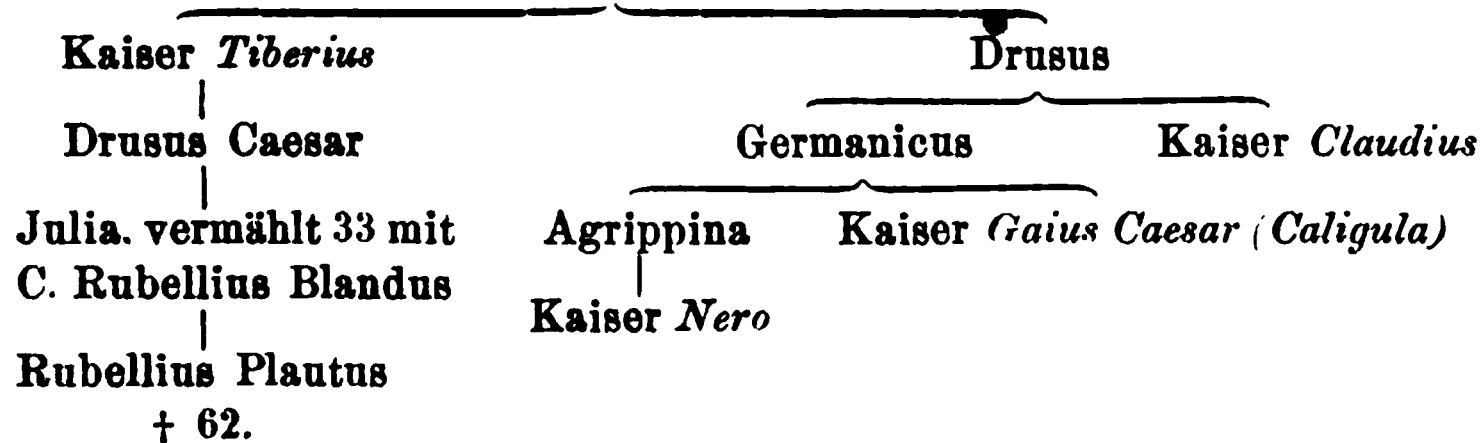 Kaiser Tiberius Drusus
Drusus Caesar Germanicus Kaiser Claudius
Julia. vermählt 33 mit Agrippina Kaiser Gaius Caesar (Caligula)
C. Rubellius Blandus
Kaiser Nero
Rubellius Plautus
† 62.